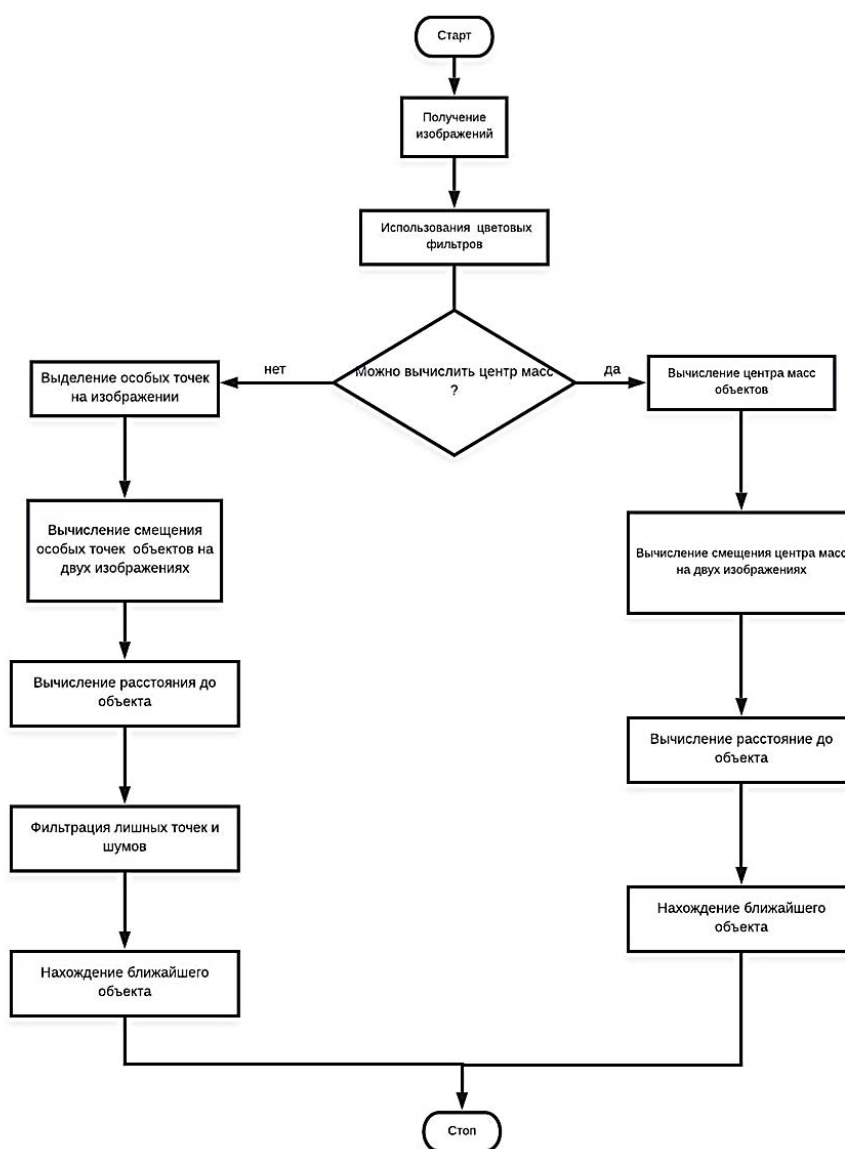 Старт
Получение
изображений
Использования цветовых
фильтров
Можно вычислить центр масс
?
нет
да
Выделение особых точек
на изображении
Вычисление смещения
особых точек объектов на
двух изображениях
Вычисление расстояния до
объекта
Фильтрация лишных точек и
шумов
Нахождение ближайшего
объекта
Вычисление центра масс
объектов
Вычисление смещения центра масс
на двух изображениях
Вычисление расстояние до
объекта
Нахождение ближайшего
объекта
Стоп